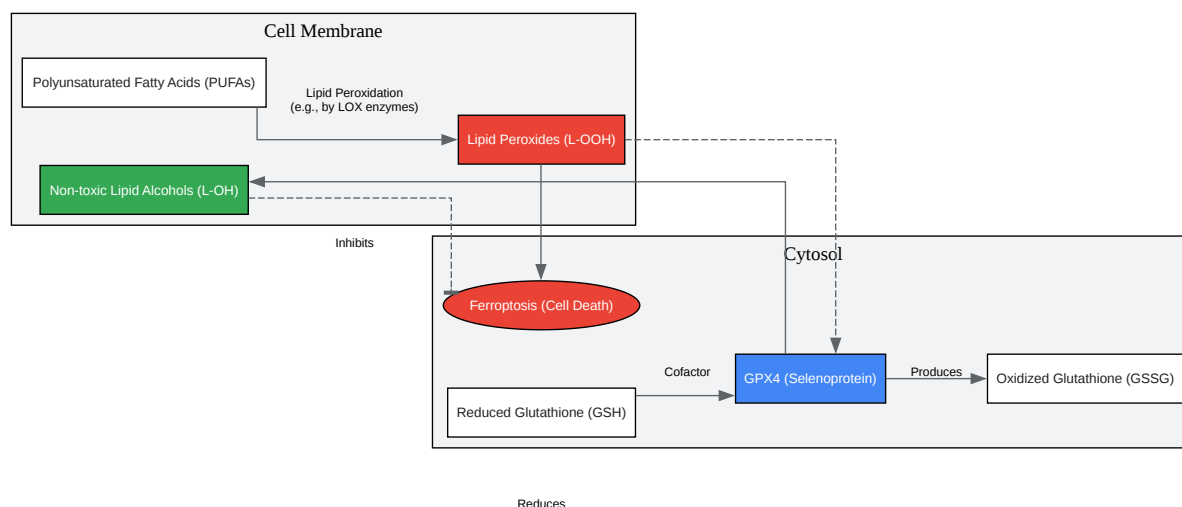 Cell Membrane
Polyunsaturated Fatty Acids (PUFAs)
Lipid Peroxidation
(e.g., by LOX enzymes)
Lipid Peroxides (L-OOH)
Non-toxic Lipid Alcohols (L-OH)
Inhibits
Cytosol
Ferroptosis (Cell Death)
Cofactor
GPX4 (Selenoprotein)
Produces
Oxidized Glutathione (GSSG)
Reduced Glutathione (GSH)
Reduces